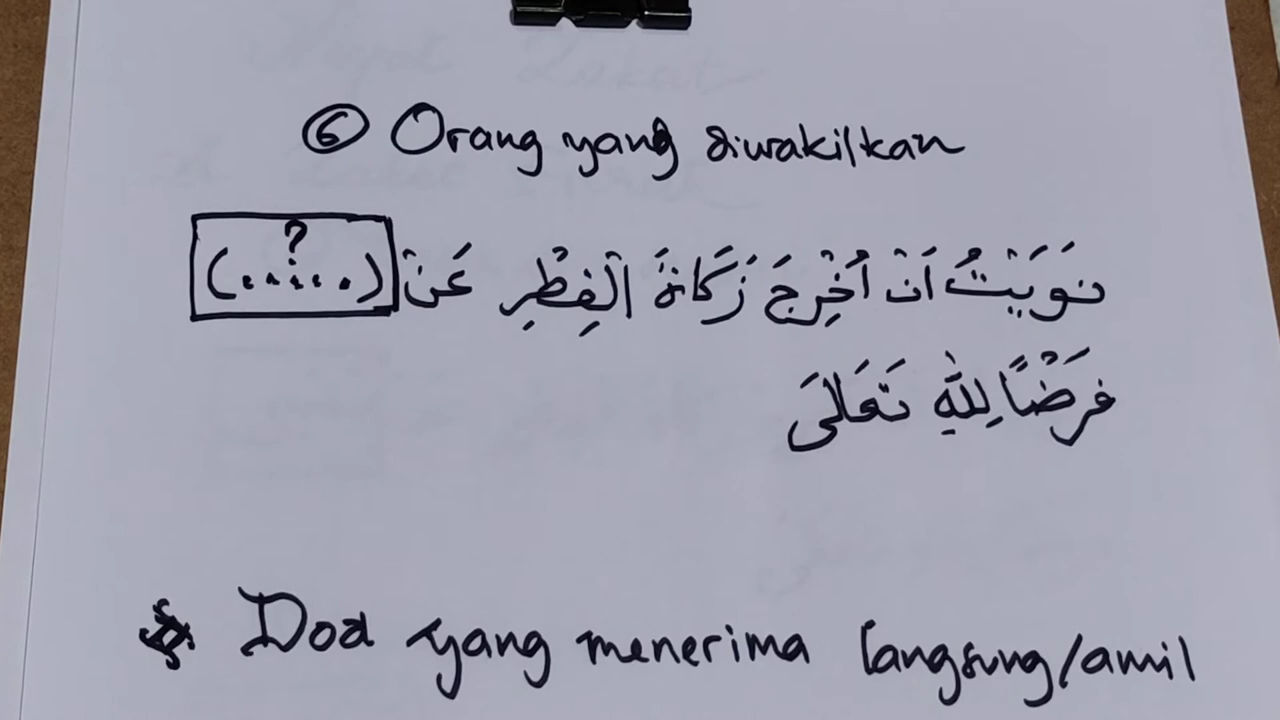 ⑥ Orang yang diwakilkan
نَوَيْتُ اَنْ اُخْرِجَ زَكَاةَ الْفِطْرِ عَنْ (......) ?
فَرْضًا لِلّٰهِ تَعَالَى
Doa yang menerima langsung/amil